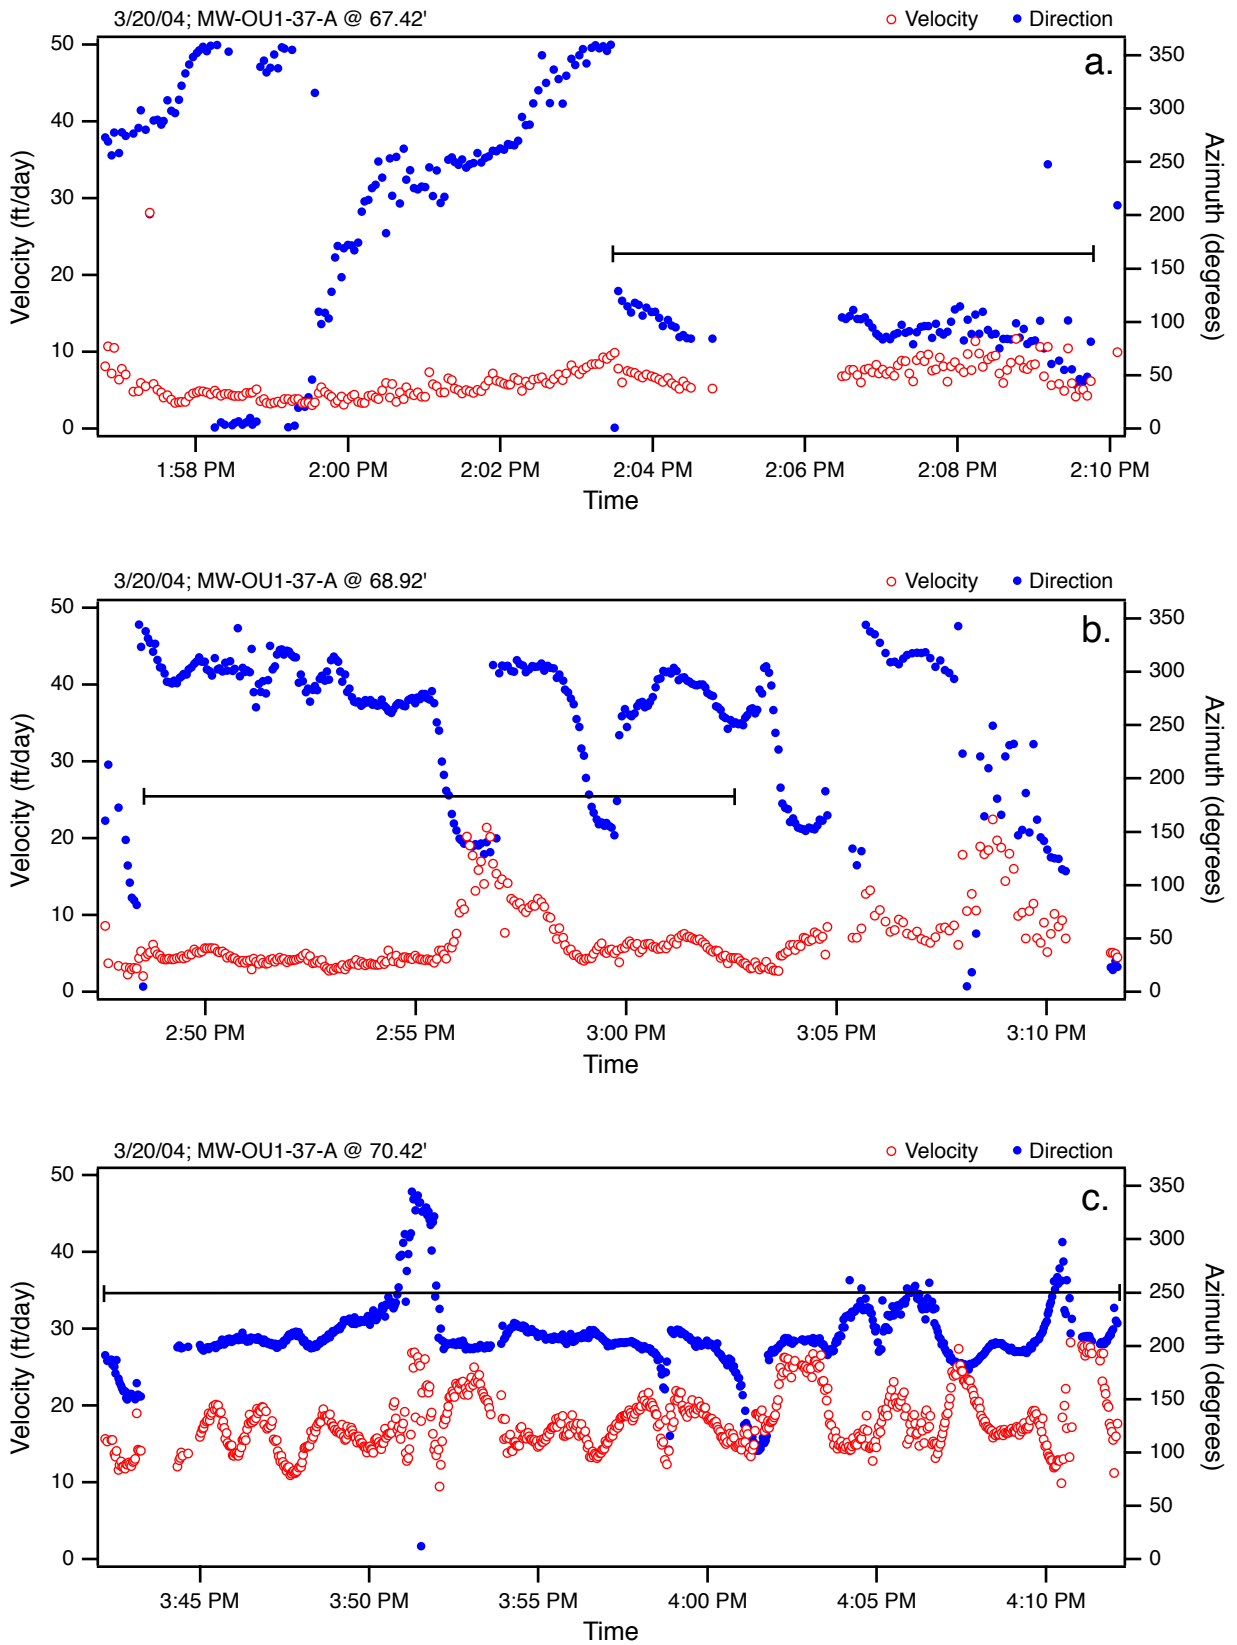 3/20/04; MW-OU1-37-A @ 67.42' Velocity Direction
a.
50
40
30
20
10
0
Velocity (ft/day)
350
300
250
200
150
100
50
0
Azimuth (degrees)
1:58 PM 2:00 PM 2:02 PM 2:04 PM 2:06 PM 2:08 PM 2:10 PM
Time
3/20/04; MW-OU1-37-A @ 68.92' Velocity Direction
b.
50
40
30
20
10
0
Velocity (ft/day)
350
300
250
200
150
100
50
0
Azimuth (degrees)
2:50 PM 2:55 PM 3:00 PM 3:05 PM 3:10 PM
Time
3/20/04; MW-OU1-37-A @ 70.42' Velocity Direction
c.
50
40
30
20
10
0
Velocity (ft/day)
350
300
250
200
150
100
50
0
Azimuth (degrees)
3:45 PM 3:50 PM 3:55 PM 4:00 PM 4:05 PM 4:10 PM
Time